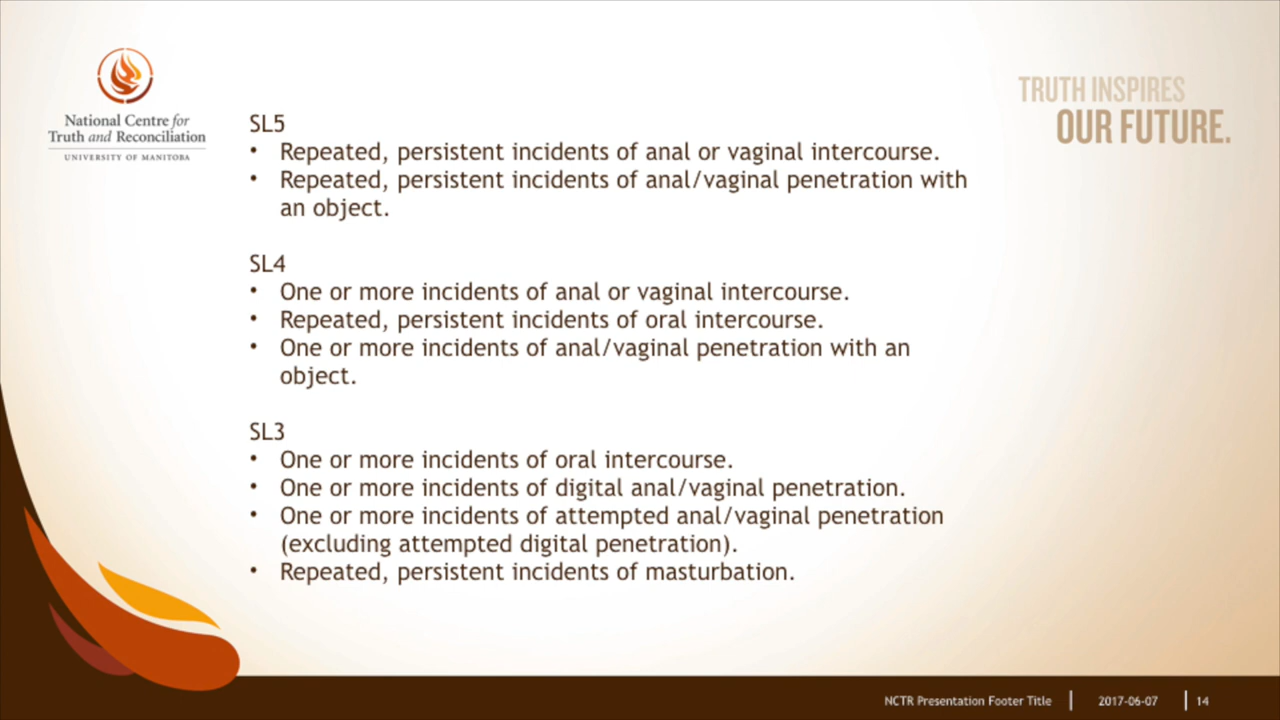 National Centre for
Truth and Reconciliation
UNIVERSITY OF MANITOBA
TRUTH INSPIRES
OUR FUTURE.
SL5
• Repeated, persistent incidents of anal or vaginal intercourse.
• Repeated, persistent incidents of anal/vaginal penetration with
an object.
SL4
• One or more incidents of anal or vaginal intercourse.
• Repeated, persistent incidents of oral intercourse.
• One or more incidents of anal/vaginal penetration with an
object.
SL3
• One or more incidents of oral intercourse.
• One or more incidents of digital anal/vaginal penetration.
• One or more incidents of attempted anal/vaginal penetration
(excluding attempted digital penetration).
• Repeated, persistent incidents of masturbation.
NCTR Presentation Footer Title | 2017-06-07 | 14